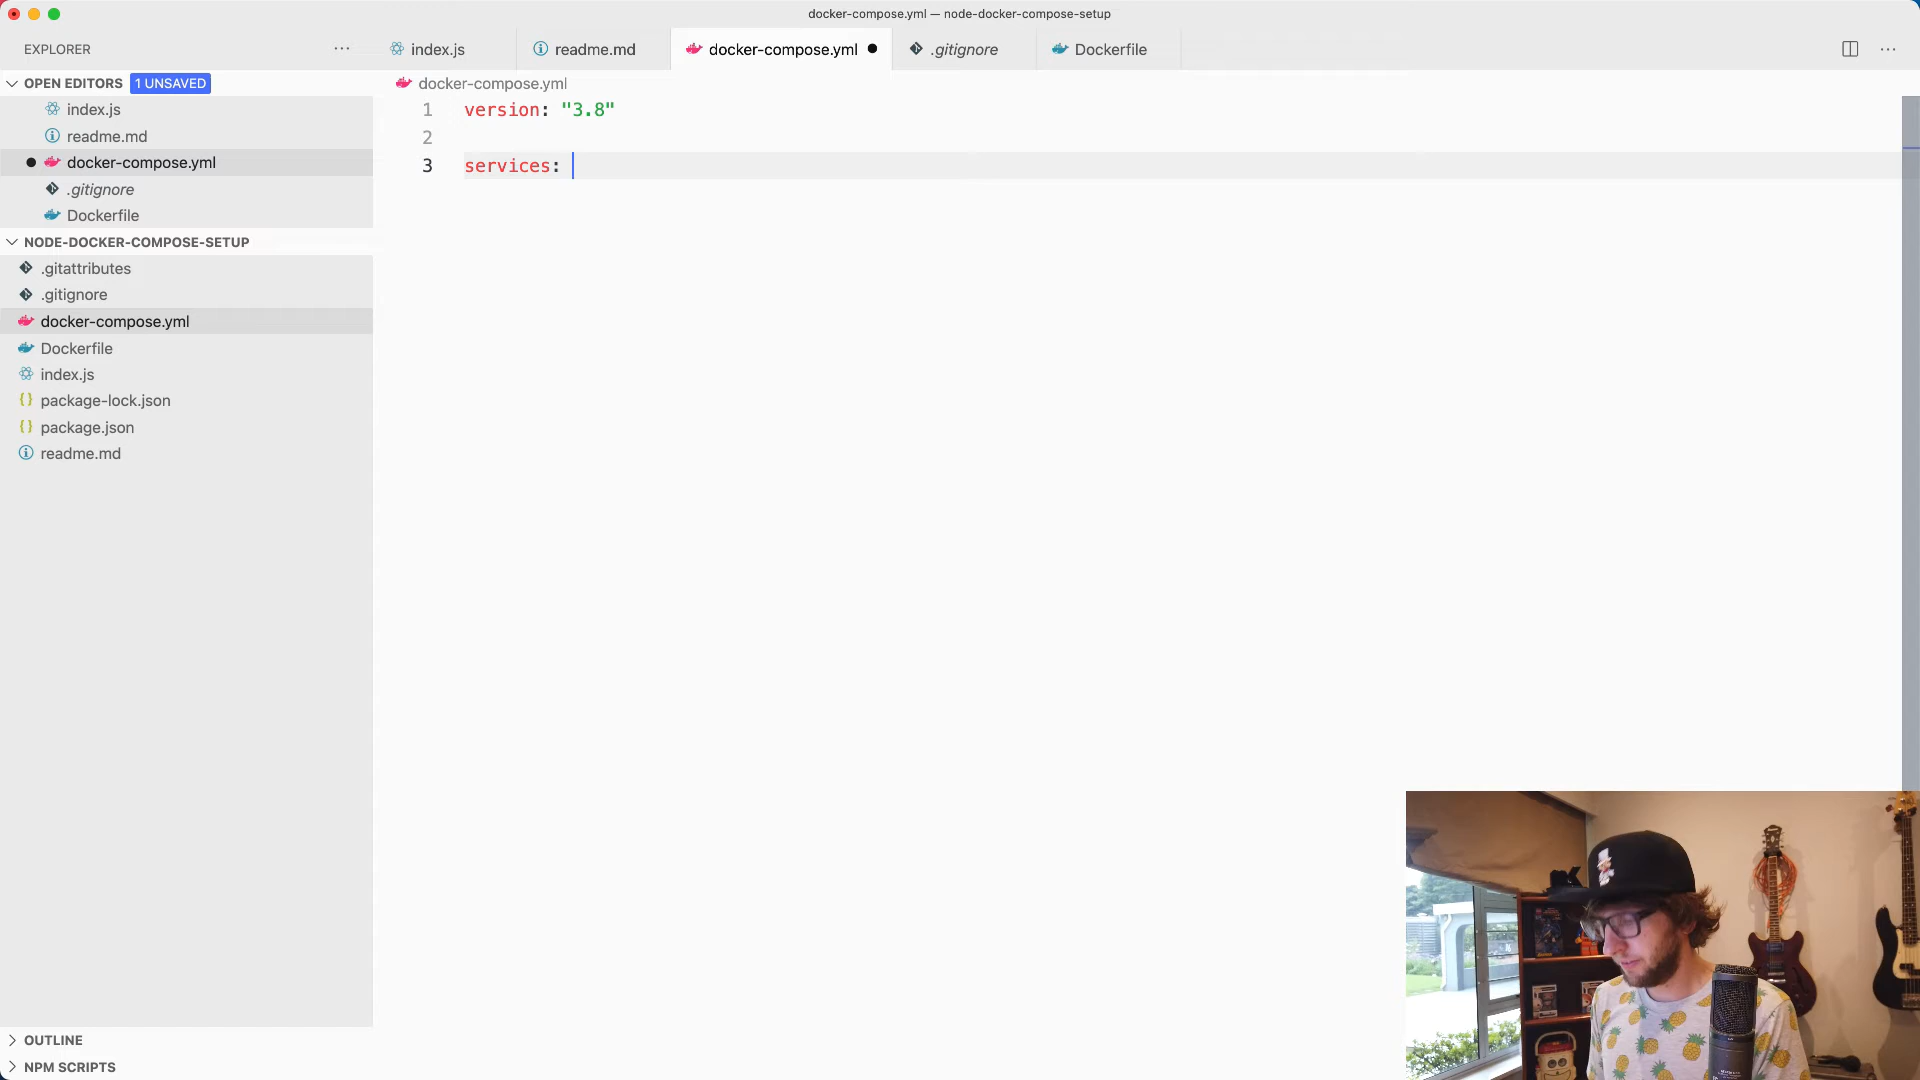 docker-compose.yml — node-docker-compose-setup
EXPLORER
index.js
readme.md
docker-compose.yml
.gitignore
Dockerfile
OPEN EDITORS 1 UNSAVED
index.js
readme.md
docker-compose.yml
.gitignore
Dockerfile
NODE-DOCKER-COMPOSE-SETUP
.gitattributes
.gitignore
docker-compose.yml
Dockerfile
index.js
package-lock.json
package.json
readme.md
OUTLINE
NPM SCRIPTS
docker-compose.yml
1 version: "3.8"
2
3 services: